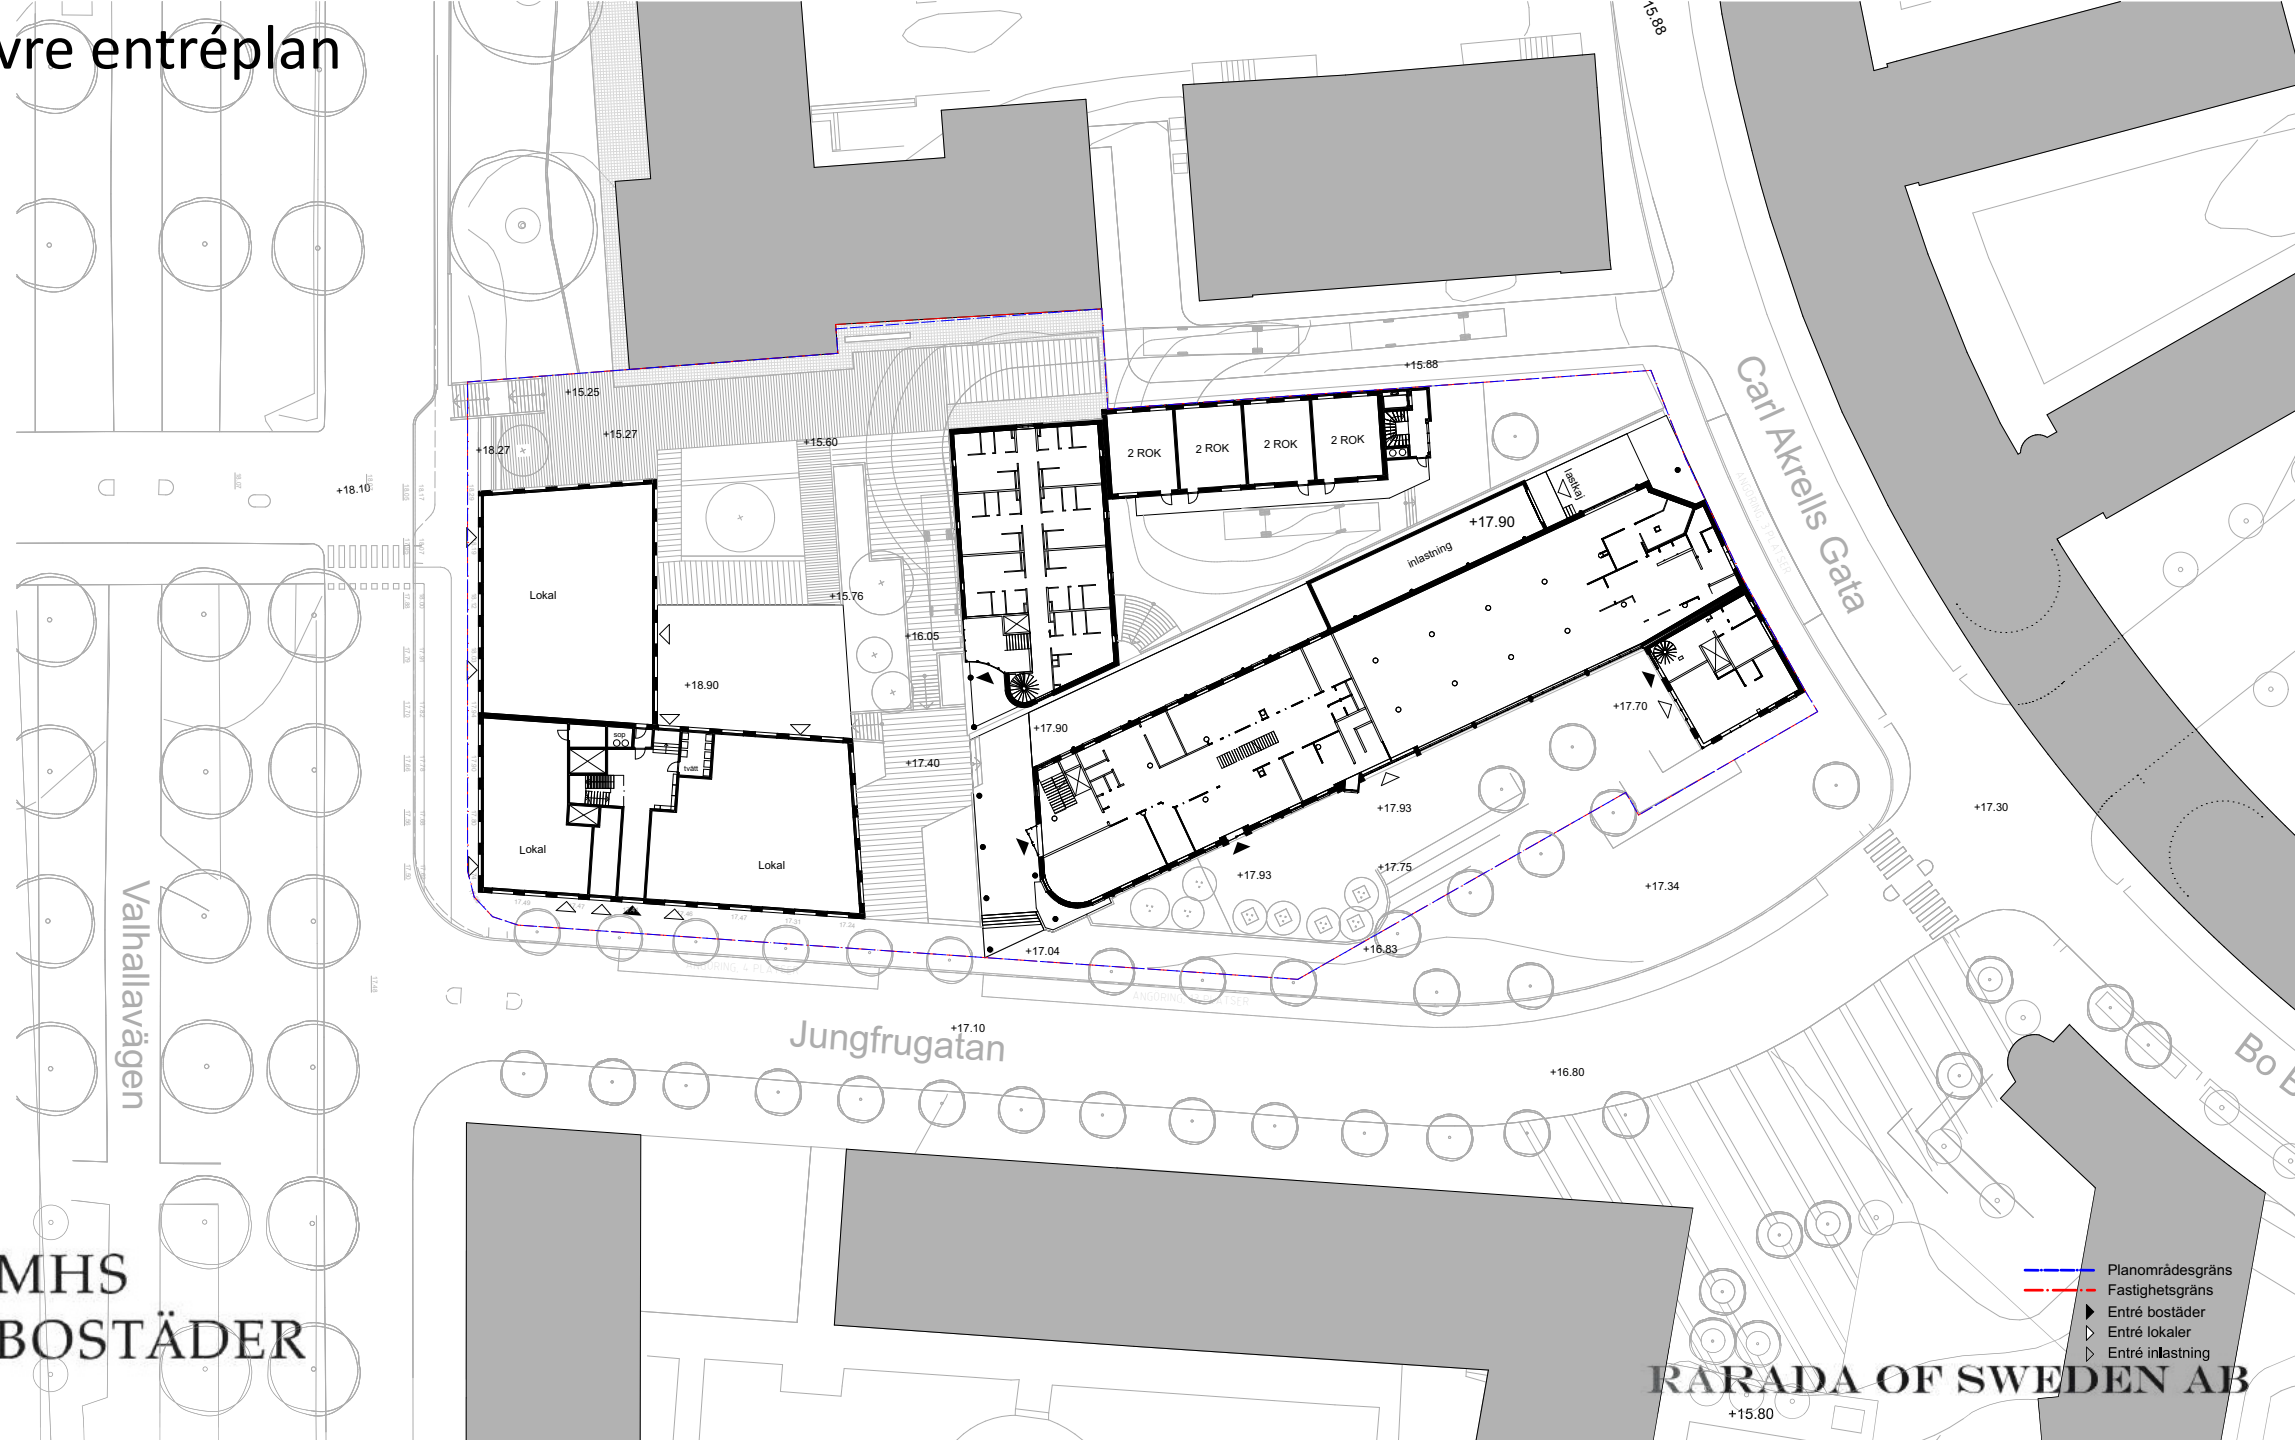 vre entréplan
15.88
+15.88
+15.25
+15.27
+15.60
+18.27
+18.10
2 ROK
2 ROK
2 ROK
2 ROK
lastkaj
+17.90
inlastning
Carl Akrells Gata
Lokal
+15.76
+16.05
+18.90
+17.90
+17.70
sop
tvätt
+17.40
+17.93
+17.30
Lokal
Lokal
+17.93
+17.75
+17.34
Valhallavägen
+17.04
+16.83
Jungfrugatan
+17.10
+16.80
Bo B
MHS
BOSTÄDER
Planområdesgräns
Fastighetsgräns
Entré bostäder
Entré lokaler
Entré inlastning
RARADA OF SWEDEN AB
+15.80